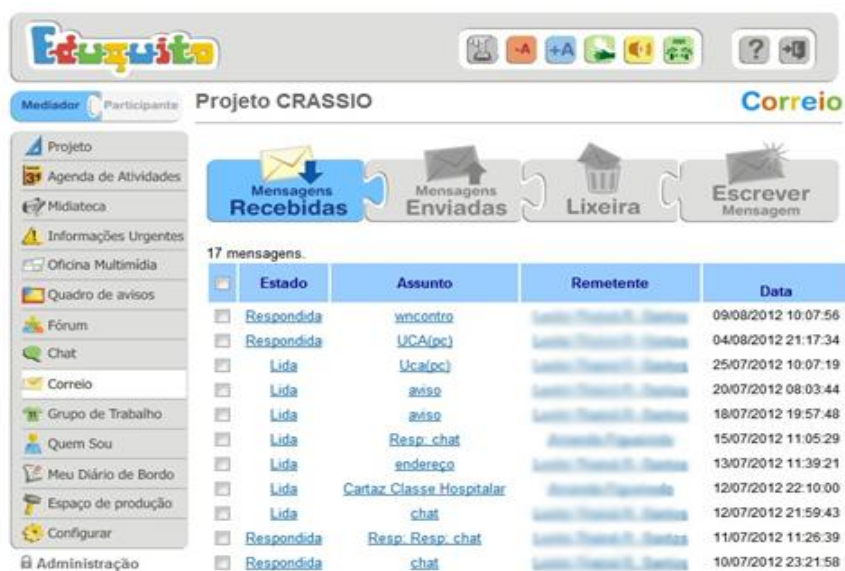 Eduquito
-A +A
?
Mediador Participante
Projeto CRASSIO
Correio
Projeto
Agenda de Atividades
Midiateca
Informações Urgentes
Oficina Multimídia
Quadro de avisos
Fórum
Chat
Correio
Grupo de Trabalho
Quem Sou
Meu Diário de Bordo
Espaço de produção
Configurar
Administração
Mensagens
Recebidas
Mensagens
Enviadas
Lixeira
Escrever
Mensagem
17 mensagens.
Estado Assunto Remetente Data
Respondida wncontro 09/08/2012 10:07:56
Respondida UCA(pc) 04/08/2012 21:17:34
Lida Uca(pc) 25/07/2012 10:07:19
Lida aviso 20/07/2012 08:03:44
Lida aviso 18/07/2012 19:57:48
Lida Resp: chat 15/07/2012 11:05:29
Lida endereço 13/07/2012 11:39:21
Lida Cartaz Classe Hospitalar 12/07/2012 22:10:00
Lida chat 12/07/2012 21:59:43
Respondida Resp: Resp: chat 11/07/2012 11:26:39
Respondida chat 10/07/2012 23:21:58